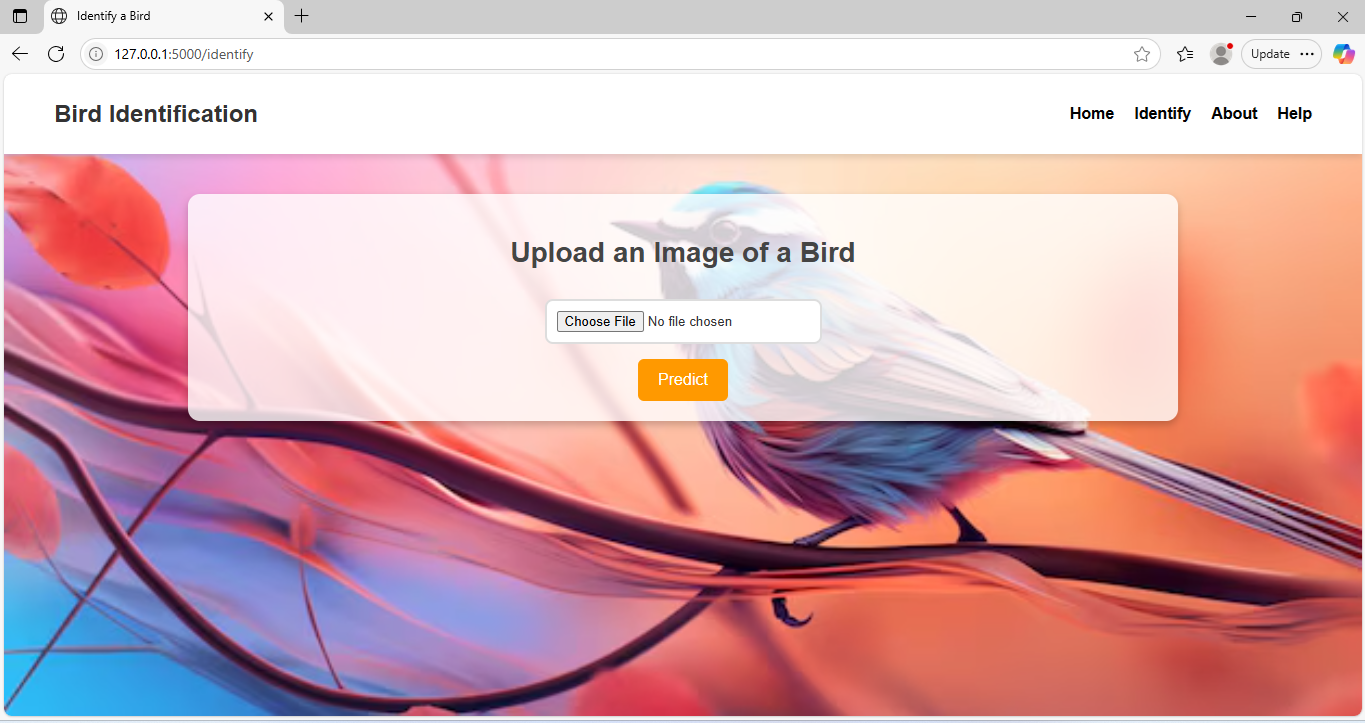 Identify a Bird
127.0.0.1:5000/identify
Update
Bird Identification
Home Identify About Help
Upload an Image of a Bird
Choose File No file chosen
Predict